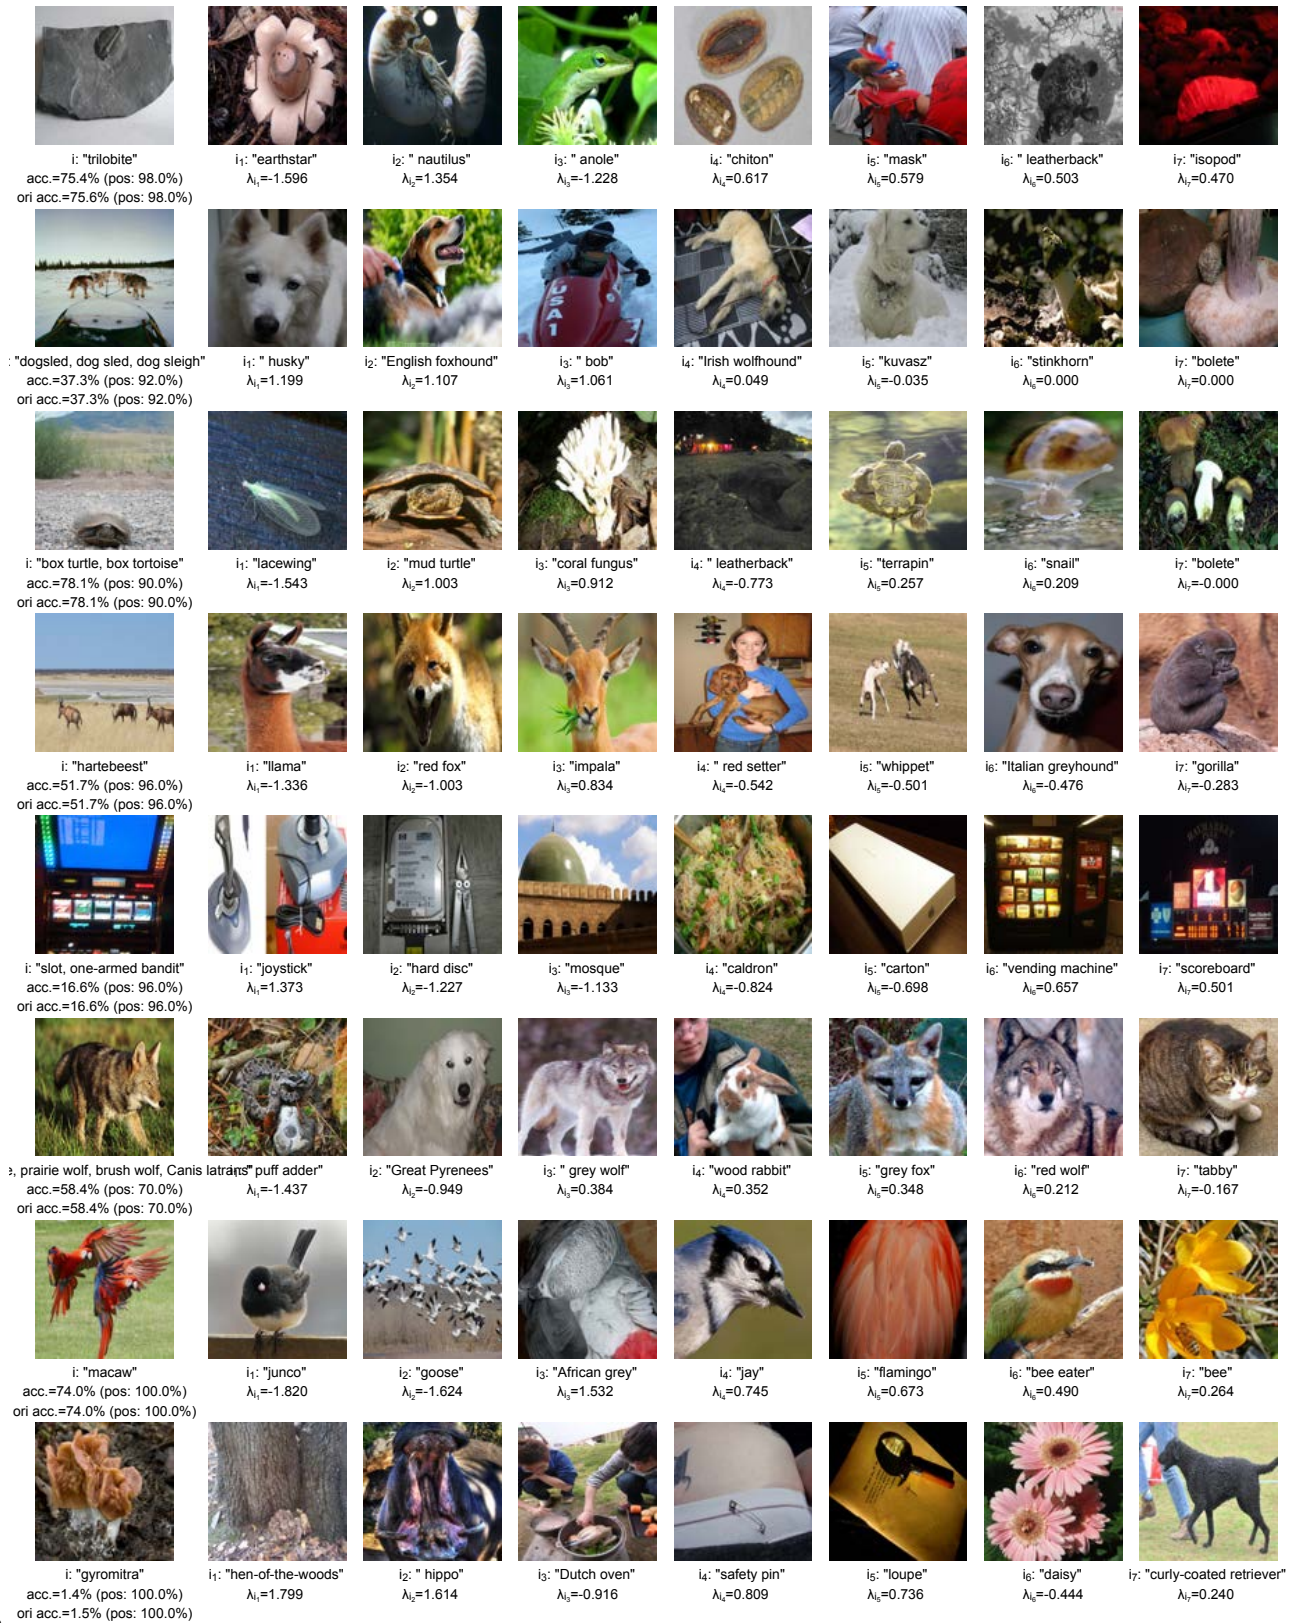 i: "trilobite"
acc.=75.4% (pos: 98.0%)
ori acc.=75.6% (pos: 98.0%)
i₁: "earthstar"
λi₁=-1.596
i₂: " nautilus"
λi₂=1.354
i₃: " anole"
λi₃=-1.228
i₄: "chiton"
λi₄=0.617
i₅: "mask"
λi₅=0.579
i₆: " leatherback"
λi₆=0.503
i₇: "isopod"
λi₇=0.470
USA1
: "dogsled, dog sled, dog sleigh"
acc.=37.3% (pos: 92.0%)
ori acc.=37.3% (pos: 92.0%)
i₁: " husky"
λi₁=1.199
i₂: "English foxhound"
λi₂=1.107
i₃: " bob"
λi₃=1.061
i₄: "Irish wolfhound"
λi₄=0.049
i₅: "kuvasz"
λi₅=-0.035
i₆: "stinkhorn"
λi₆=0.000
i₇: "bolete"
λi₇=0.000
i: "box turtle, box tortoise"
acc.=78.1% (pos: 90.0%)
ori acc.=78.1% (pos: 90.0%)
i₁: "lacewing"
λi₁=-1.543
i₂: "mud turtle"
λi₂=1.003
i₃: "coral fungus"
λi₃=0.912
i₄: " leatherback"
λi₄=-0.773
i₅: "terrapin"
λi₅=0.257
i₆: "snail"
λi₆=0.209
i₇: "bolete"
λi₇=-0.000
i: "hartebeest"
acc.=51.7% (pos: 96.0%)
ori acc.=51.7% (pos: 96.0%)
i₁: "llama"
λi₁=-1.336
i₂: "red fox"
λi₂=-1.003
i₃: "impala"
λi₃=0.834
i₄: " red setter"
λi₄=-0.542
i₅: "whippet"
λi₅=-0.501
i₆: "Italian greyhound"
λi₆=-0.476
i₇: "gorilla"
λi₇=-0.283
i: "slot, one-armed bandit"
acc.=16.6% (pos: 96.0%)
ori acc.=16.6% (pos: 96.0%)
i₁: "joystick"
λi₁=1.373
i₂: "hard disc"
λi₂=-1.227
i₃: "mosque"
λi₃=-1.133
i₄: "caldron"
λi₄=-0.824
i₅: "carton"
λi₅=-0.698
i₆: "vending machine"
λi₆=0.657
i₇: "scoreboard"
λi₇=0.501
e, prairie wolf, brush wolf, Canis latrans"
acc.=58.4% (pos: 70.0%)
ori acc.=58.4% (pos: 70.0%)
i₁: " puff adder"
λi₁=-1.437
i₂: "Great Pyrenees"
λi₂=-0.949
i₃: " grey wolf"
λi₃=0.384
i₄: "wood rabbit"
λi₄=0.352
i₅: "grey fox"
λi₅=0.348
i₆: "red wolf"
λi₆=0.212
i₇: "tabby"
λi₇=-0.167
i: "macaw"
acc.=74.0% (pos: 100.0%)
ori acc.=74.0% (pos: 100.0%)
i₁: "junco"
λi₁=-1.820
i₂: "goose"
λi₂=-1.624
i₃: "African grey"
λi₃=1.532
i₄: "jay"
λi₄=0.745
i₅: "flamingo"
λi₅=0.673
i₆: "bee eater"
λi₆=0.490
i₇: "bee"
λi₇=0.264
i: "gyromitra"
acc.=1.4% (pos: 100.0%)
ori acc.=1.5% (pos: 100.0%)
i₁: "hen-of-the-woods"
λi₁=1.799
i₂: " hippo"
λi₂=1.614
i₃: "Dutch oven"
λi₃=-0.916
i₄: "safety pin"
λi₄=0.809
i₅: "loupe"
λi₅=0.736
i₆: "daisy"
λi₆=-0.444
i₇: "curly-coated retriever"
λi₇=0.240